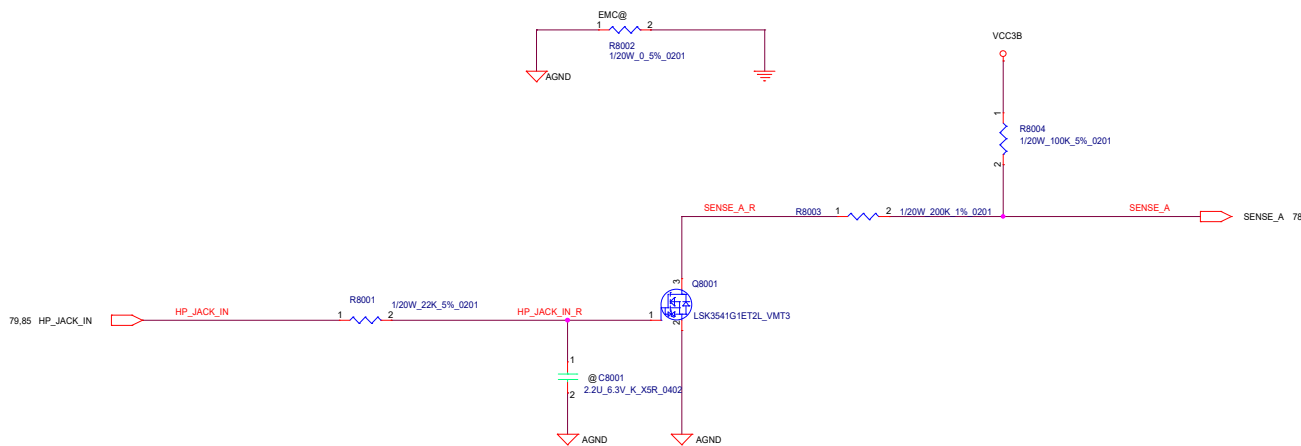 EMC@
1 2
R8002
1/20W_0_5%_0201
AGND
VCC3B
1
R8004
1/20W_100K_5%_0201
2
SENSE_A_R
R8003
1 2
1/20W_200K_1%_0201
SENSE_A
SENSE_A 78
3
Q8001
LSK3541G1ET2L_VMT3
1
2
79,85 HP_JACK_IN
HP_JACK_IN
R8001
1 2
1/20W_22K_5%_0201
HP_JACK_IN_R
1
@C8001
2.2U_6.3V_K_X5R_0402
2
AGND
AGND